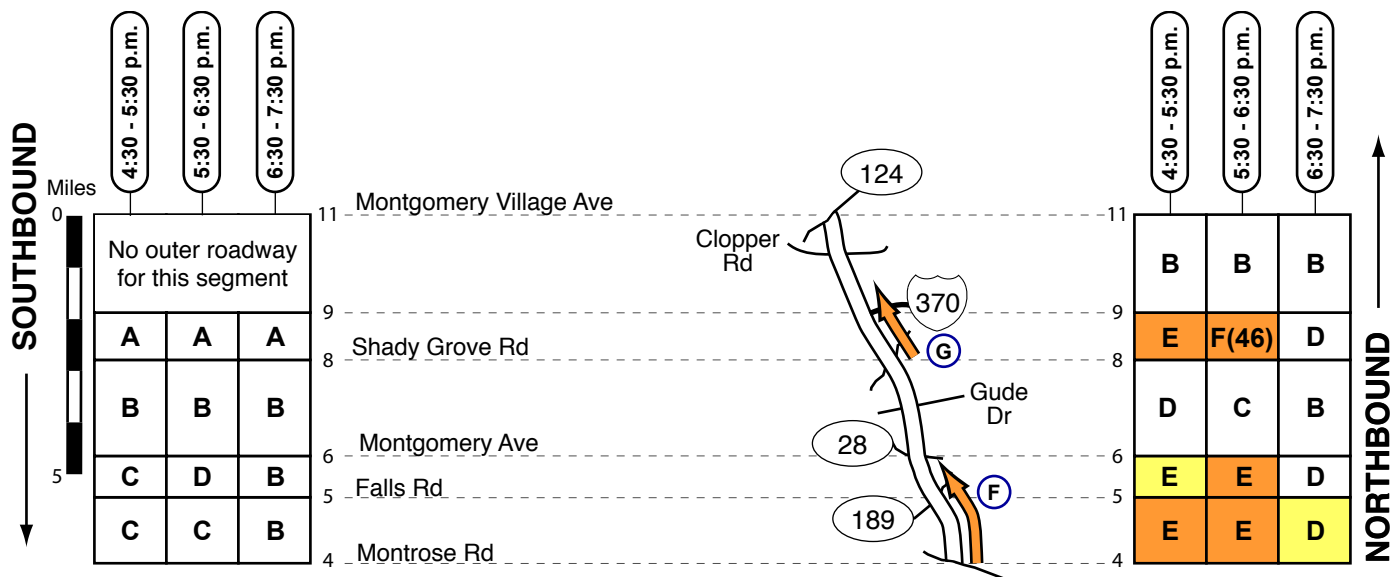 SOUTHBOUND
4:30 - 5:30 p.m.
5:30 - 6:30 p.m.
6:30 - 7:30 p.m.
Miles
0
5
No outer roadway
for this segment
A A A
B B B
C D B
C C B
11 Montgomery Village Ave 11
9 9
8 Shady Grove Rd 8
6 Montgomery Ave 6
5 Falls Rd 5
4 Montrose Rd 4
124
Clopper
Rd
370
G
Gude
Dr
28
F
189
4:30 - 5:30 p.m.
5:30 - 6:30 p.m.
6:30 - 7:30 p.m.
B B B
E F(46) D
D C B
E E D
E E D
NORTHBOUND